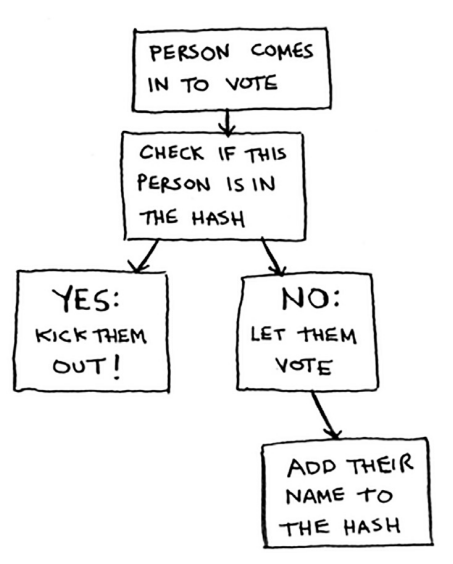 PERSON COMES
IN TO VOTE
CHECK IF THIS
PERSON IS IN
THE HASH
YES:
KICK THEM
OUT!
NO:
LET THEM
VOTE
ADD THEIR
NAME TO
THE HASH